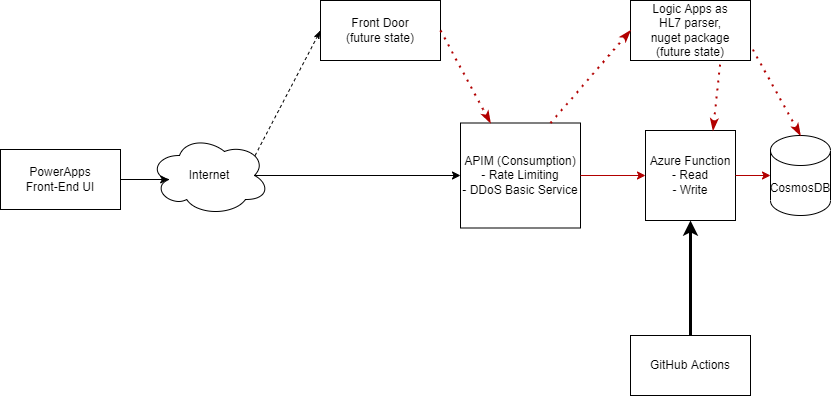 Front Door
(future state)
Logic Apps as
HL7 parser,
nuget package
(future state)
PowerApps
Front-End UI
Internet
APIM (Consumption)
- Rate Limiting
- DDoS Basic Service
Azure Function
- Read
- Write
CosmosDB
GitHub Actions